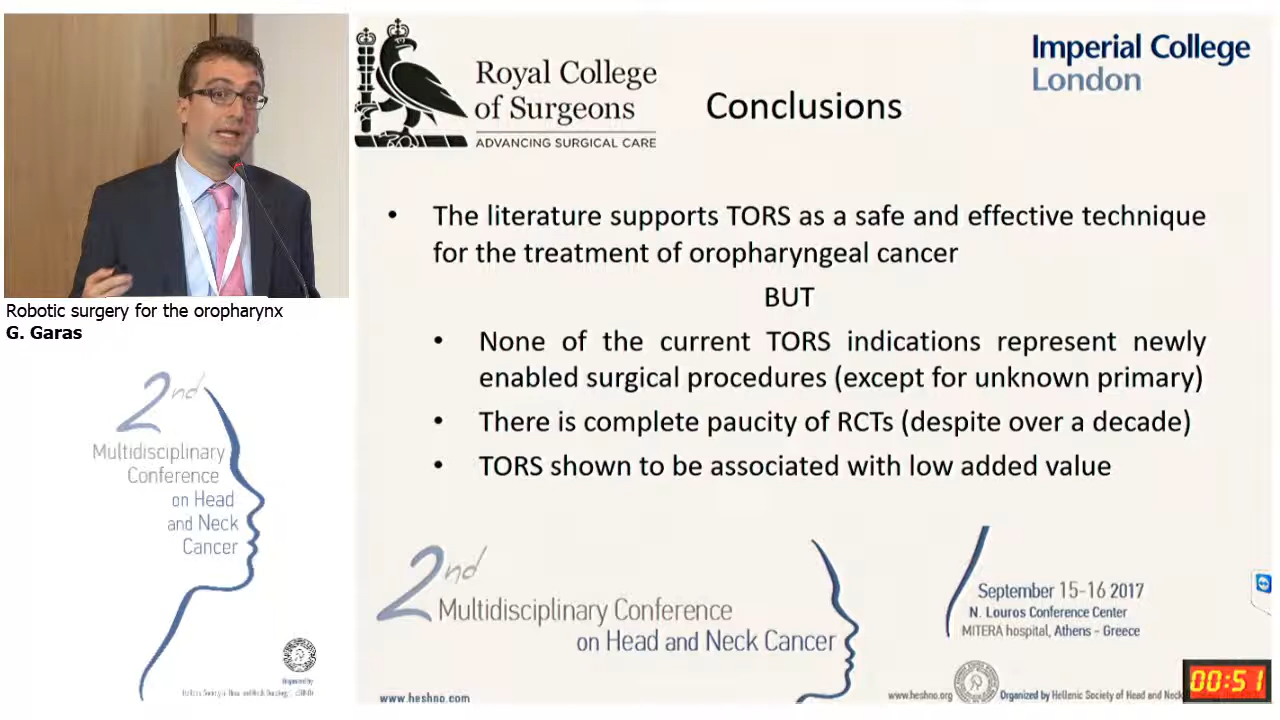 Royal College
of Surgeons
ADVANCING SURGICAL CARE
Imperial College
London
Conclusions
• The literature supports TORS as a safe and effective technique
for the treatment of oropharyngeal cancer
BUT
• None of the current TORS indications represent newly
enabled surgical procedures (except for unknown primary)
• There is complete paucity of RCTs (despite over a decade)
• TORS shown to be associated with low added value
Robotic surgery for the oropharynx
G. Garas
2nd
Multidisciplinary
Conference
on Head
and Neck
Cancer
Organized by
2nd
Multidisciplinary Conference
on Head and Neck Cancer
September 15-16 2017
N. Louros Conference Center
MITERA hospital, Athens - Greece
www.heshno.com
www.heshno.org
Organized by Hellenic Society of Head and Neck
00:51